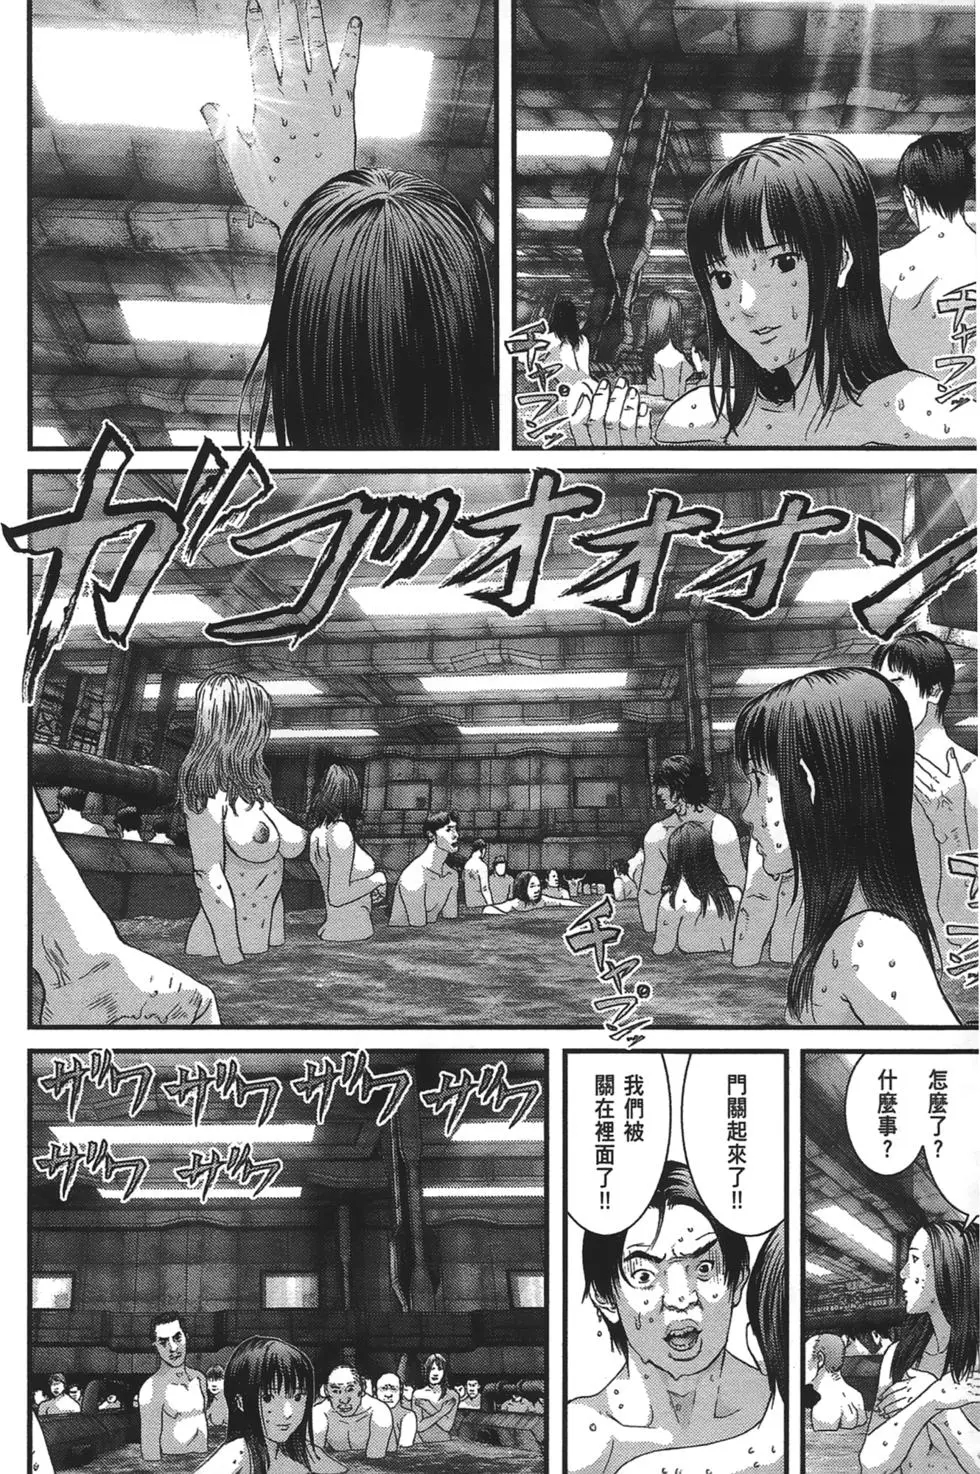 チャプン
チャプン
ガゴオオオン
チャプン
怎麼了?
什麼事?
門關起來了!!
我們被
關在裡面了!!
ザワ ザワ ザワ ザワ
ザワ ザワ